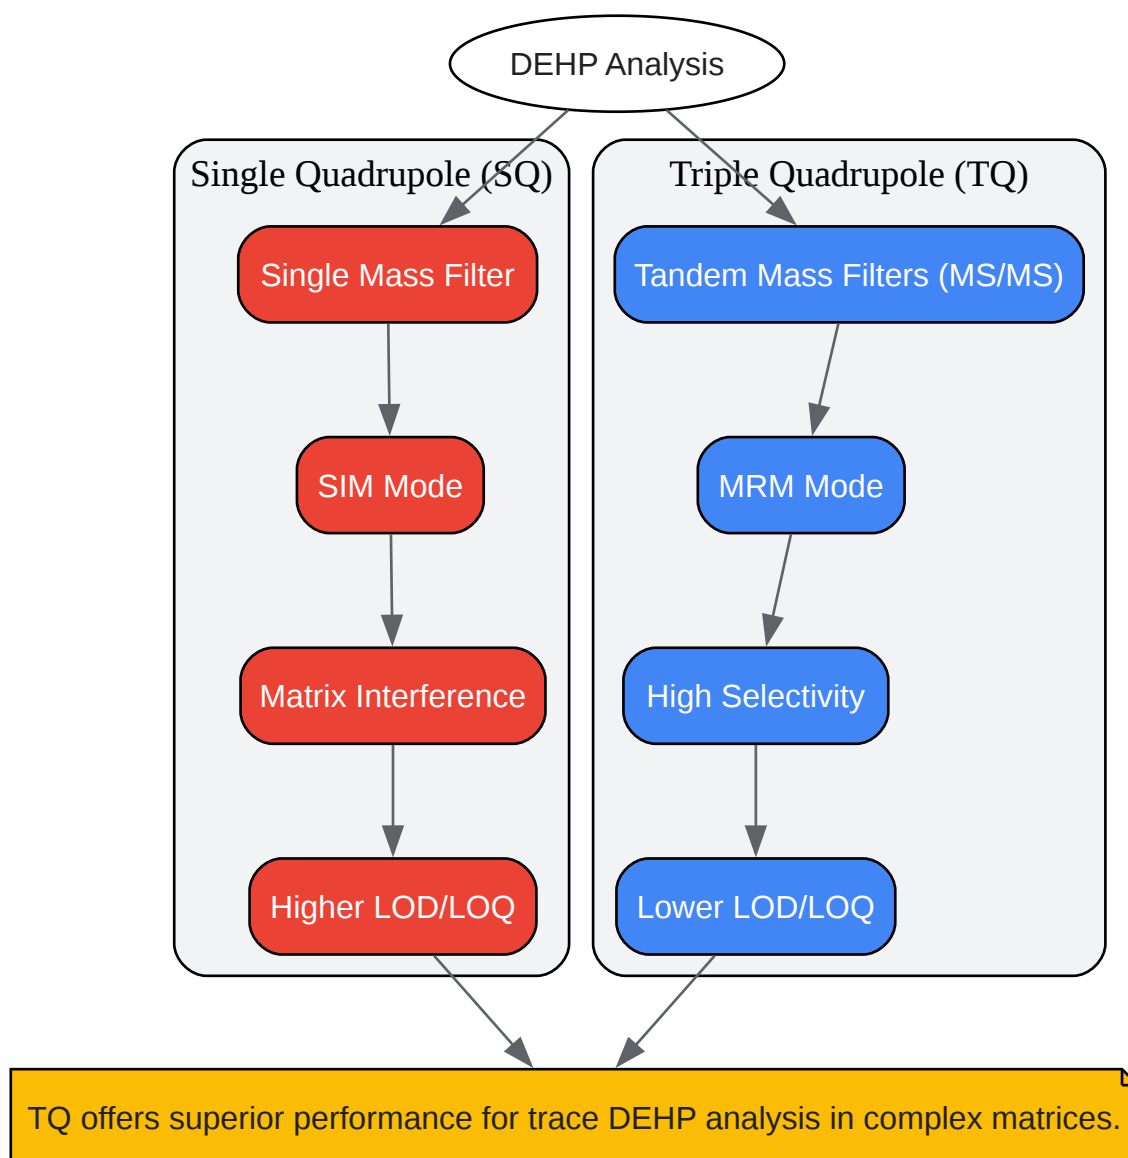 DEHP Analysis
Single Quadrupole (SQ)
Single Mass Filter
SIM Mode
Matrix Interference
Higher LOD/LOQ
Triple Quadrupole (TQ)
Tandem Mass Filters (MS/MS)
MRM Mode
High Selectivity
Lower LOD/LOQ
TQ offers superior performance for trace DEHP analysis in complex matrices.